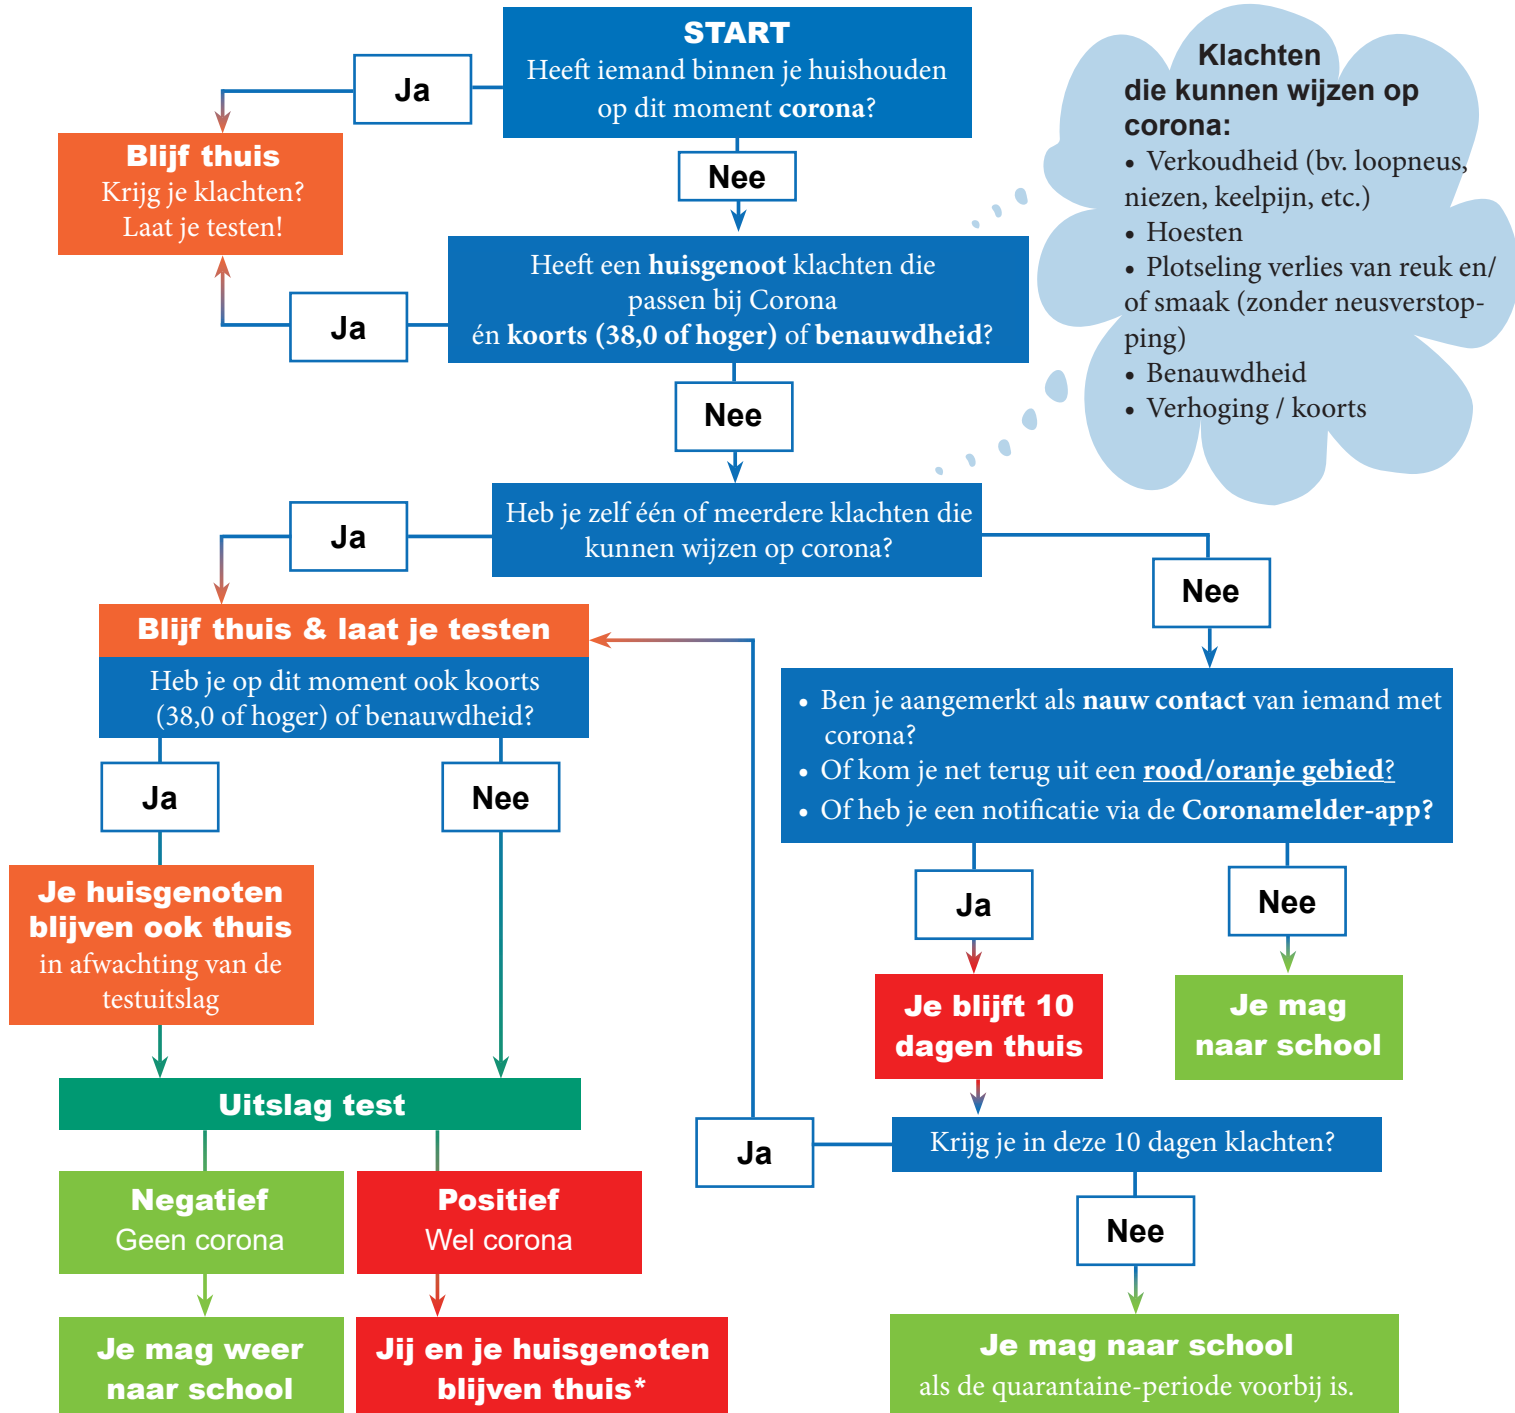 START
Heeft iemand binnen je huishouden
op dit moment corona?
Ja
Nee
Blijf thuis
Krijg je klachten?
Laat je testen!
Klachten
die kunnen wijzen op
corona:
• Verkoudheid (bv. loopneus,
niezen, keelpijn, etc.)
• Hoesten
• Plotseling verlies van reuk en/
of smaak (zonder neusverstop-
ping)
• Benauwdheid
• Verhoging / koorts
Heeft een huisgenoot klachten die
passen bij Corona
én koorts (38,0 of hoger) of benauwdheid?
Ja
Nee
Heb je zelf één of meerdere klachten die
kunnen wijzen op corona?
Ja
Nee
Blijf thuis & laat je testen
Heb je op dit moment ook koorts
(38,0 of hoger) of benauwdheid?
Ja
Nee
Je huisgenoten
blijven ook thuis
in afwachting van de
testuitslag
• Ben je aangemerkt als nauw contact van iemand met
corona?
• Of kom je net terug uit een rood/oranje gebied?
• Of heb je een notificatie via de Coronamelder-app?
Ja
Nee
Je blijft 10
dagen thuis
Je mag
naar school
Krijg je in deze 10 dagen klachten?
Ja
Nee
Je mag naar school
als de quarantaine-periode voorbij is.
Uitslag test
Negatief
Geen corona
Positief
Wel corona
Je mag weer
naar school
Jij en je huisgenoten
blijven thuis*